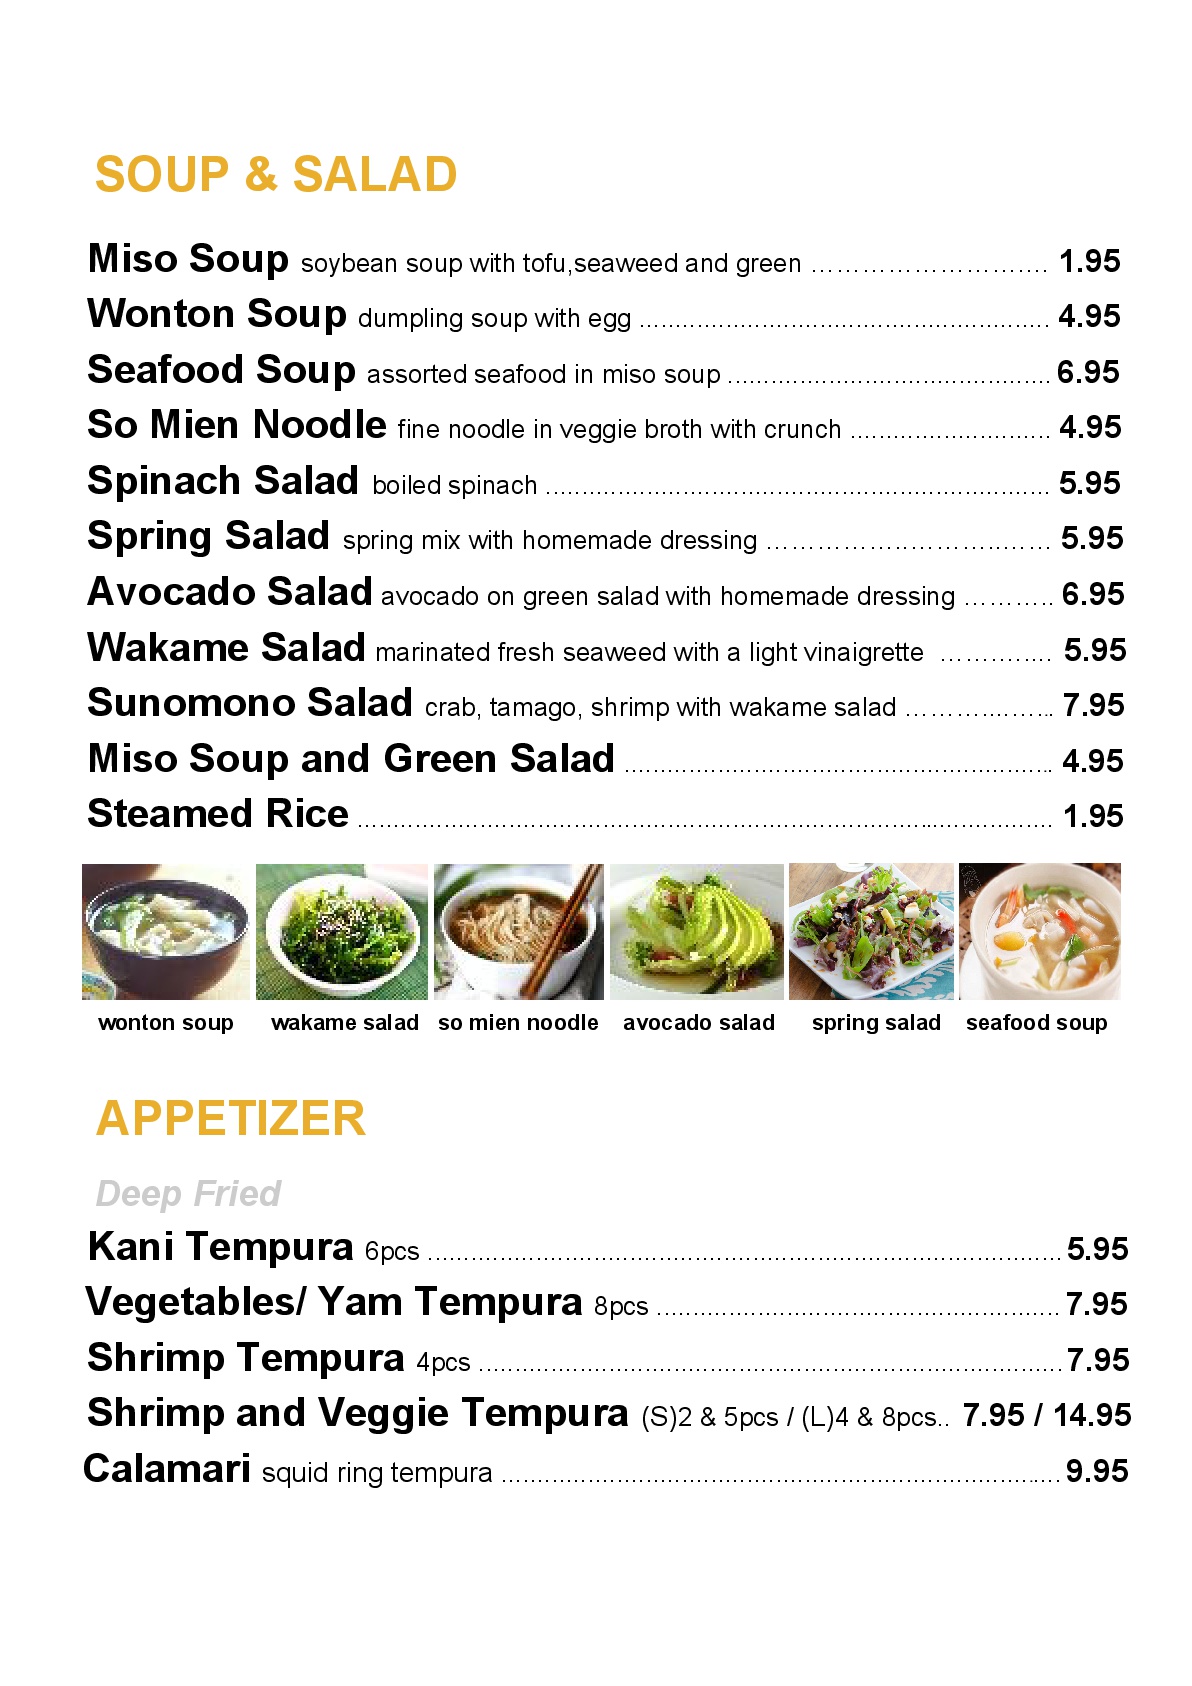 SOUP & SALAD
Miso Soup soybean soup with tofu,seaweed and green ............................ 1.95
Wonton Soup dumpling soup with egg ............................ 4.95
Seafood Soup assorted seafood in miso soup ............................ 6.95
So Mien Noodle fine noodle in veggie broth with crunch ............................ 4.95
Spinach Salad boiled spinach ............................ 5.95
Spring Salad spring mix with homemade dressing ............................ 5.95
Avocado Salad avocado on green salad with homemade dressing ........... 6.95
Wakame Salad marinated fresh seaweed with a light vinaigrette ............. 5.95
Sunomono Salad crab, tamago, shrimp with wakame salad .................. 7.95
Miso Soup and Green Salad ............................ 4.95
Steamed Rice ............................ 1.95
wonton soup wakame salad so mien noodle avocado salad spring salad seafood soup
APPETIZER
Deep Fried
Kani Tempura 6pcs ............................ 5.95
Vegetables/ Yam Tempura 8pcs ............................ 7.95
Shrimp Tempura 4pcs ............................ 7.95
Shrimp and Veggie Tempura (S)2 & 5pcs / (L)4 & 8pcs.. 7.95 / 14.95
Calamari squid ring tempura ............................ 9.95